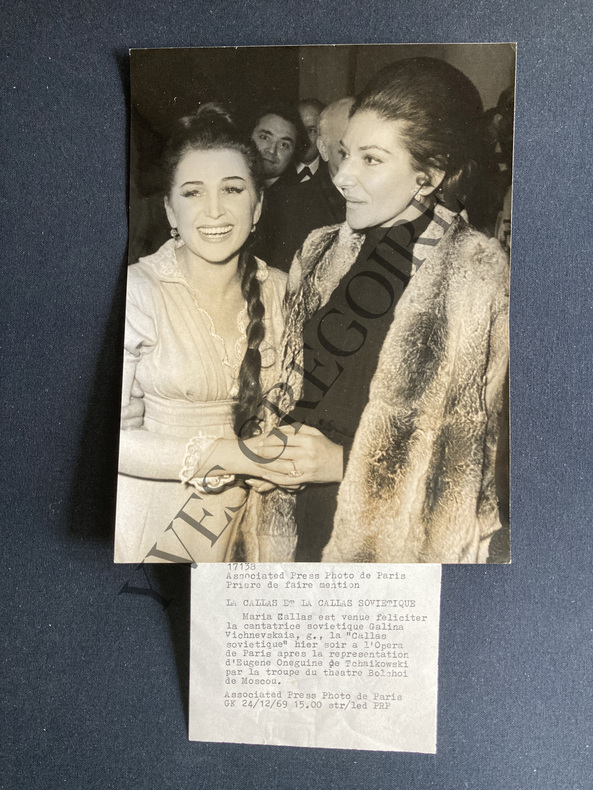 YVES GREGOIRE
17138
Associated Press Photo de Paris
Priere de faire mention
LA CALLAS ET LA CALLAS SOVIETIQUE
Maria Callas est venue feliciter
la cantatrice sovietique Galina
Vichnevskaia, g., la "Callas
sovietique" hier soir a l'Opera
de Paris apres la representation
d'Eugene Oneguine de Tchaikowski
par la troupe du theatre Bolchoi
de Moscou.
Associated Press Photo de Paris
GK 24/12/69 15.00 str/led PRP